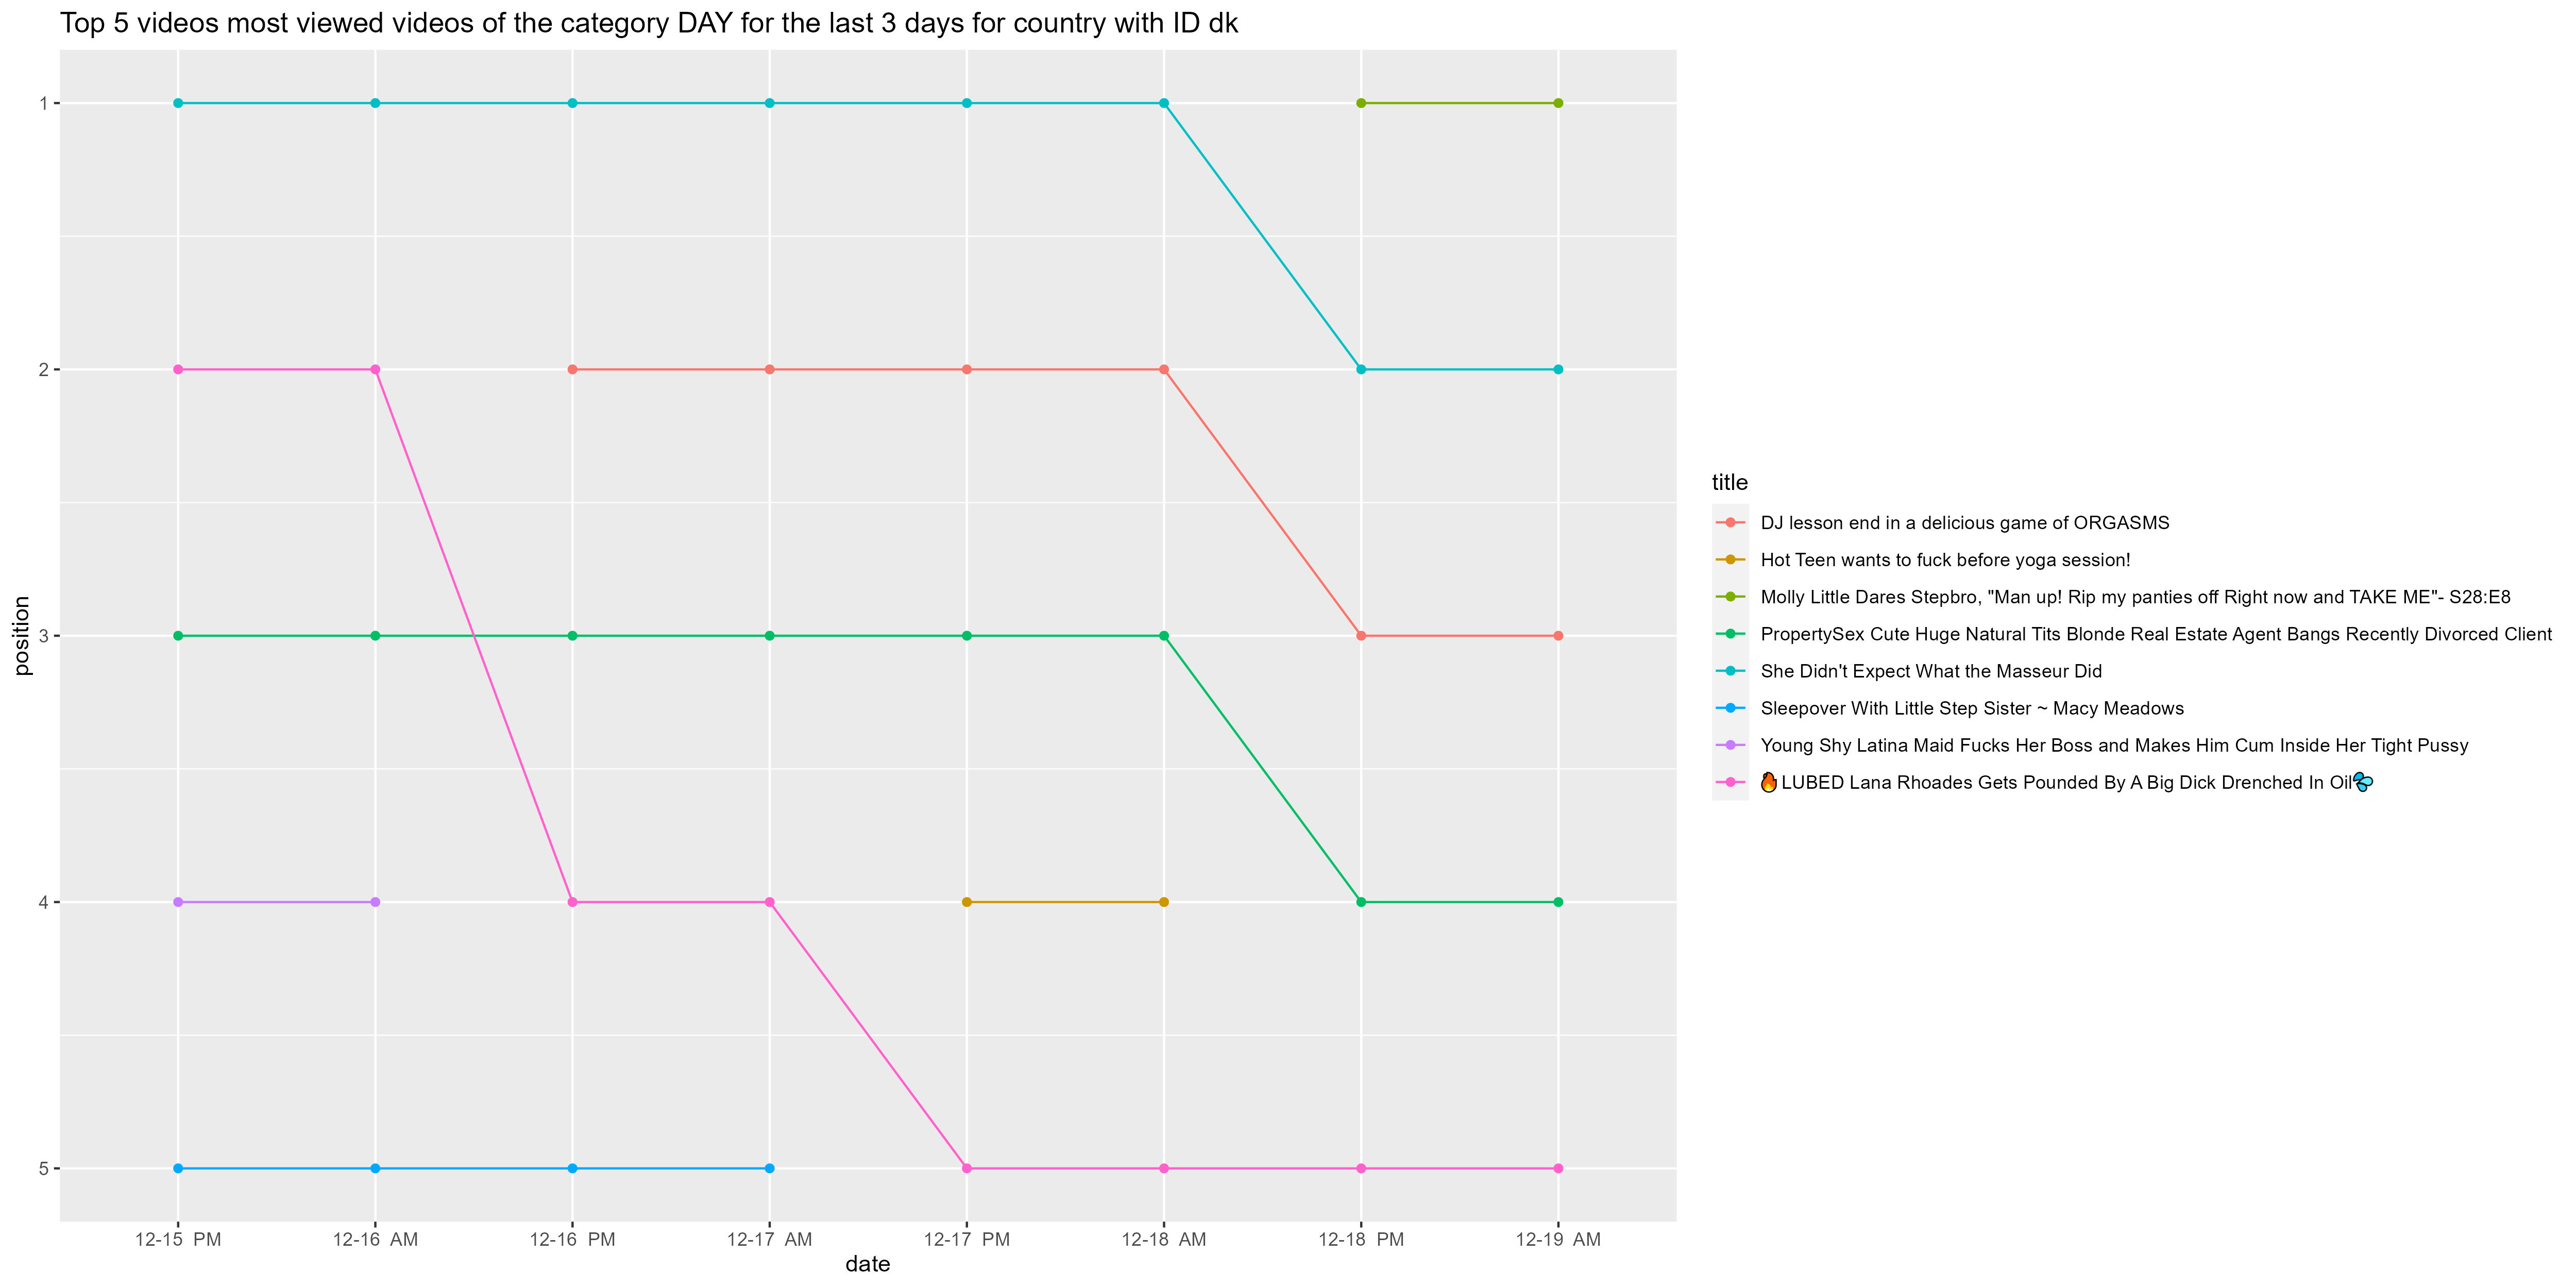 Top 5 videos most viewed videos of the category DAY for the last 3 days for country with ID dk
position
1
2
3
4
5
12-15 PM
12-16 AM
12-16 PM
12-17 AM
12-17 PM
12-18 AM
12-18 PM
12-19 AM
date
title
DJ lesson end in a delicious game of ORGASMS
Hot Teen wants to fuck before yoga session!
Molly Little Dares Stepbro, "Man up! Rip my panties off Right now and TAKE ME"- S28:E8
PropertySex Cute Huge Natural Tits Blonde Real Estate Agent Bangs Recently Divorced Client
She Didn't Expect What the Masseur Did
Sleepover With Little Step Sister ~ Macy Meadows
Young Shy Latina Maid Fucks Her Boss and Makes Him Cum Inside Her Tight Pussy
🔥LUBED Lana Rhoades Gets Pounded By A Big Dick Drenched In Oil💦